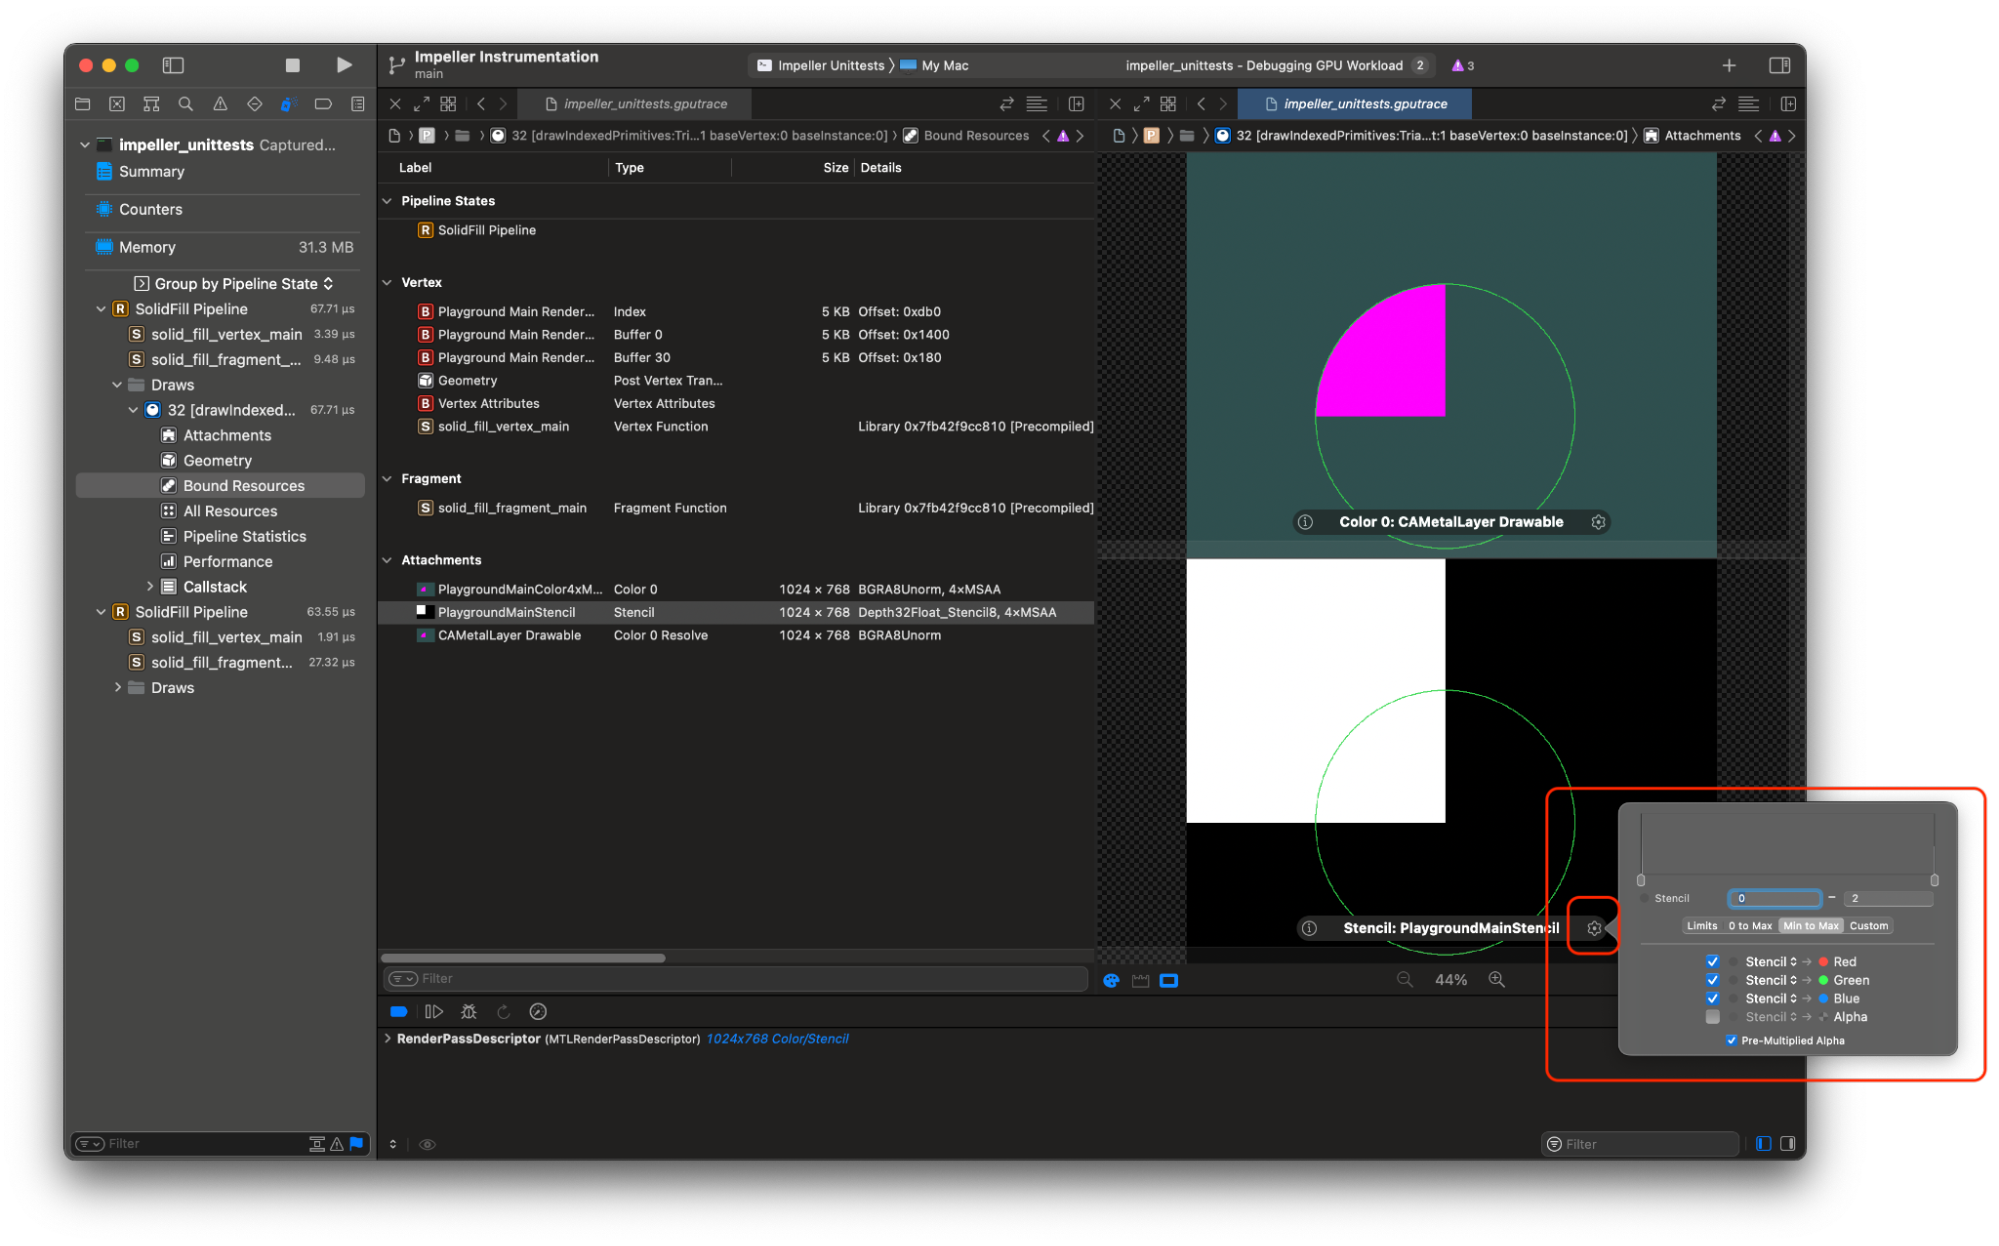 Impeller Instrumentation
main
Impeller Unittests 〉 My Mac
impeller_unittests - Debugging GPU Workload 2
3
impeller_unittests Captured...
Summary
Counters
Memory 31.3 MB
Group by Pipeline State
R SolidFill Pipeline 67.71 µs
S solid_fill_vertex_main 3.39 µs
S solid_fill_fragment_... 9.48 µs
Draws
32 [drawIndexed... 67.71 µs
Attachments
Geometry
Bound Resources
All Resources
Pipeline Statistics
Performance
Callstack
R SolidFill Pipeline 63.55 µs
S solid_fill_vertex_main 1.91 µs
S solid_fill_fragment... 27.32 µs
Draws
Filter
impeller_unittests.gputrace
P 32 [drawIndexedPrimitives:Tri...1 baseVertex:0 baseInstance:0] 〉 Bound Resources
Label Type Size Details
Pipeline States
R SolidFill Pipeline
Vertex
B Playground Main Render... Index 5 KB Offset: 0xdb0
B Playground Main Render... Buffer 0 5 KB Offset: 0x1400
B Playground Main Render... Buffer 30 5 KB Offset: 0x180
Geometry Post Vertex Tran...
B Vertex Attributes Vertex Attributes
S solid_fill_vertex_main Vertex Function Library 0x7fb42f9cc810 [Precompiled]
Fragment
S solid_fill_fragment_main Fragment Function Library 0x7fb42f9cc810 [Precompiled]
Attachments
PlaygroundMainColor4xM... Color 0 1024 × 768 BGRA8Unorm, 4×MSAA
PlaygroundMainStencil Stencil 1024 × 768 Depth32Float_Stencil8, 4×MSAA
CAMetalLayer Drawable Color 0 Resolve 1024 × 768 BGRA8Unorm
Filter
impeller_unittests.gputrace
P 32 [drawIndexedPrimitives:Tria...t:1 baseVertex:0 baseInstance:0] 〉 Attachments
Color 0: CAMetalLayer Drawable
Stencil: PlaygroundMainStencil
44%
Stencil 0 – 2
Limits 0 to Max Min to Max Custom
Stencil → Red
Stencil → Green
Stencil → Blue
Stencil → Alpha
Pre-Multiplied Alpha
RenderPassDescriptor (MTLRenderPassDescriptor) 1024x768 Color/Stencil
Filter